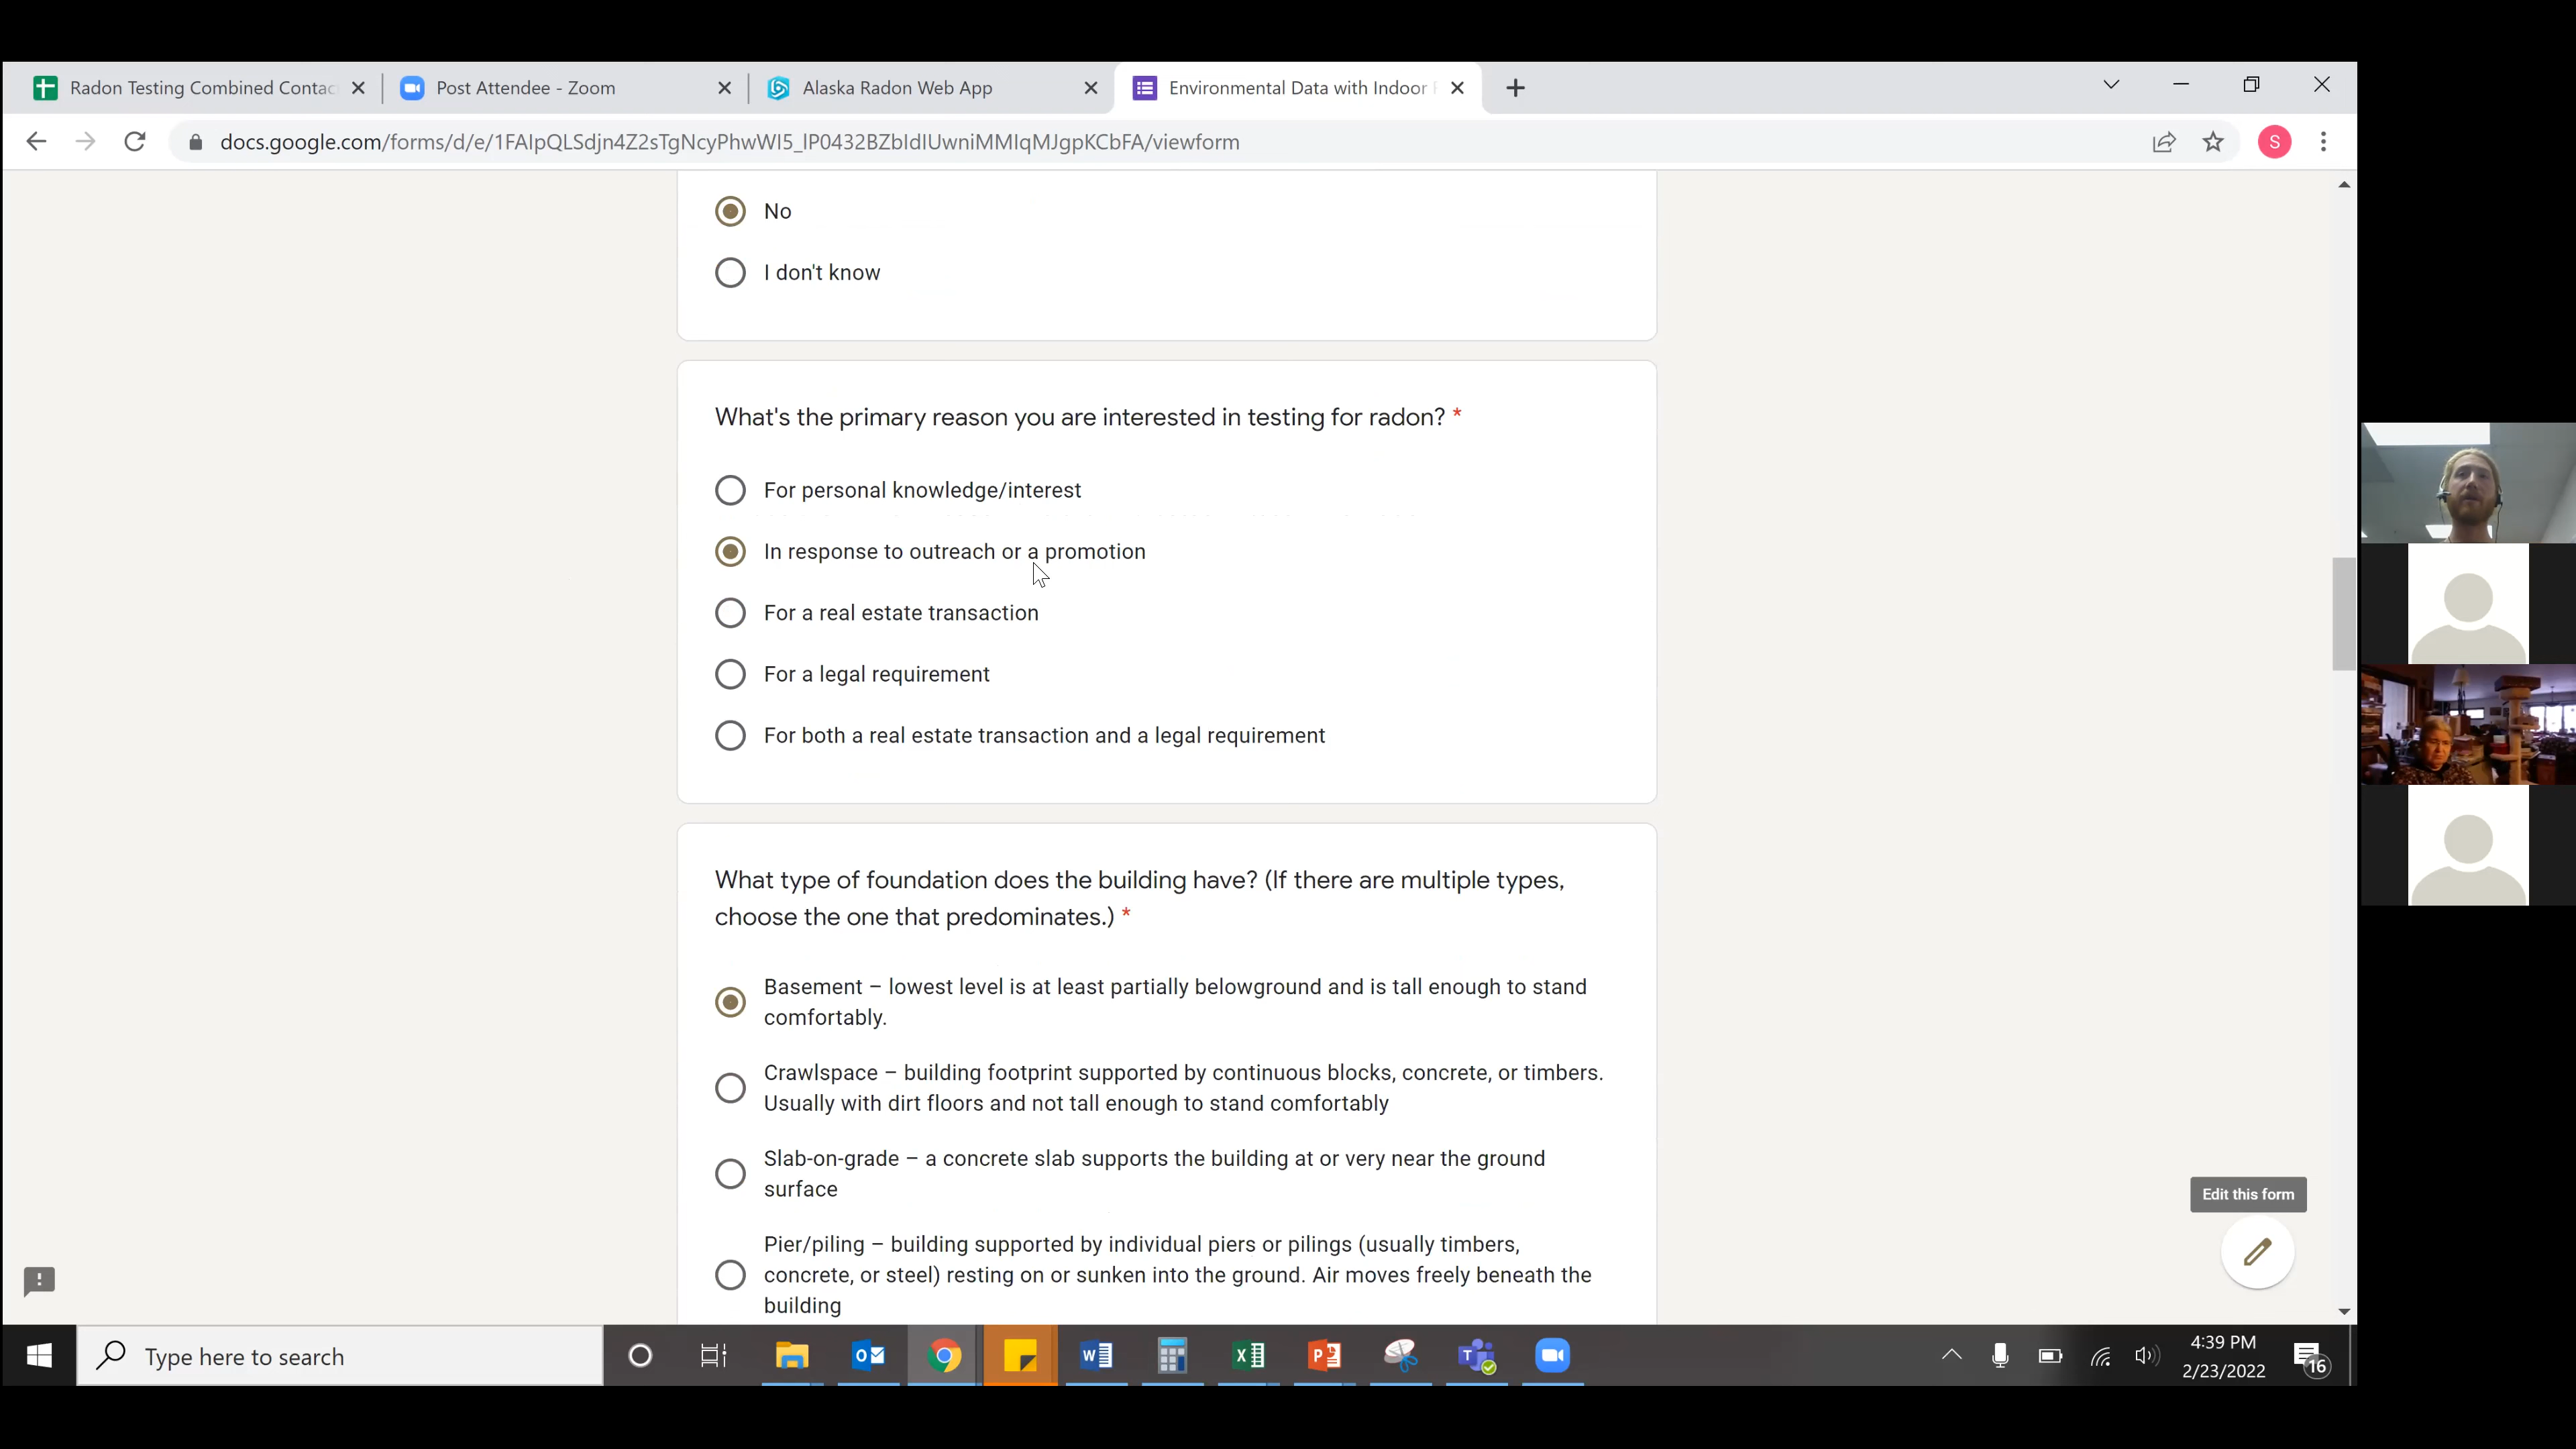 Radon Testing Combined Contac
Post Attendee - Zoom
Alaska Radon Web App
Environmental Data with Indoor
docs.google.com/forms/d/e/1FAIpQLSdjn4Z2sTgNcyPhwWI5_lP0432BZbIdIUwniMMIqMJgpKCbFA/viewform
S
No
I don't know
What's the primary reason you are interested in testing for radon? *
For personal knowledge/interest
In response to outreach or a promotion
For a real estate transaction
For a legal requirement
For both a real estate transaction and a legal requirement
What type of foundation does the building have? (If there are multiple types,
choose the one that predominates.) *
Basement – lowest level is at least partially belowground and is tall enough to stand
comfortably.
Crawlspace – building footprint supported by continuous blocks, concrete, or timbers.
Usually with dirt floors and not tall enough to stand comfortably
Slab-on-grade – a concrete slab supports the building at or very near the ground
surface
Edit this form
Pier/piling – building supported by individual piers or pilings (usually timbers,
concrete, or steel) resting on or sunken into the ground. Air moves freely beneath the
building
Type here to search
4:39 PM
2/23/2022
16